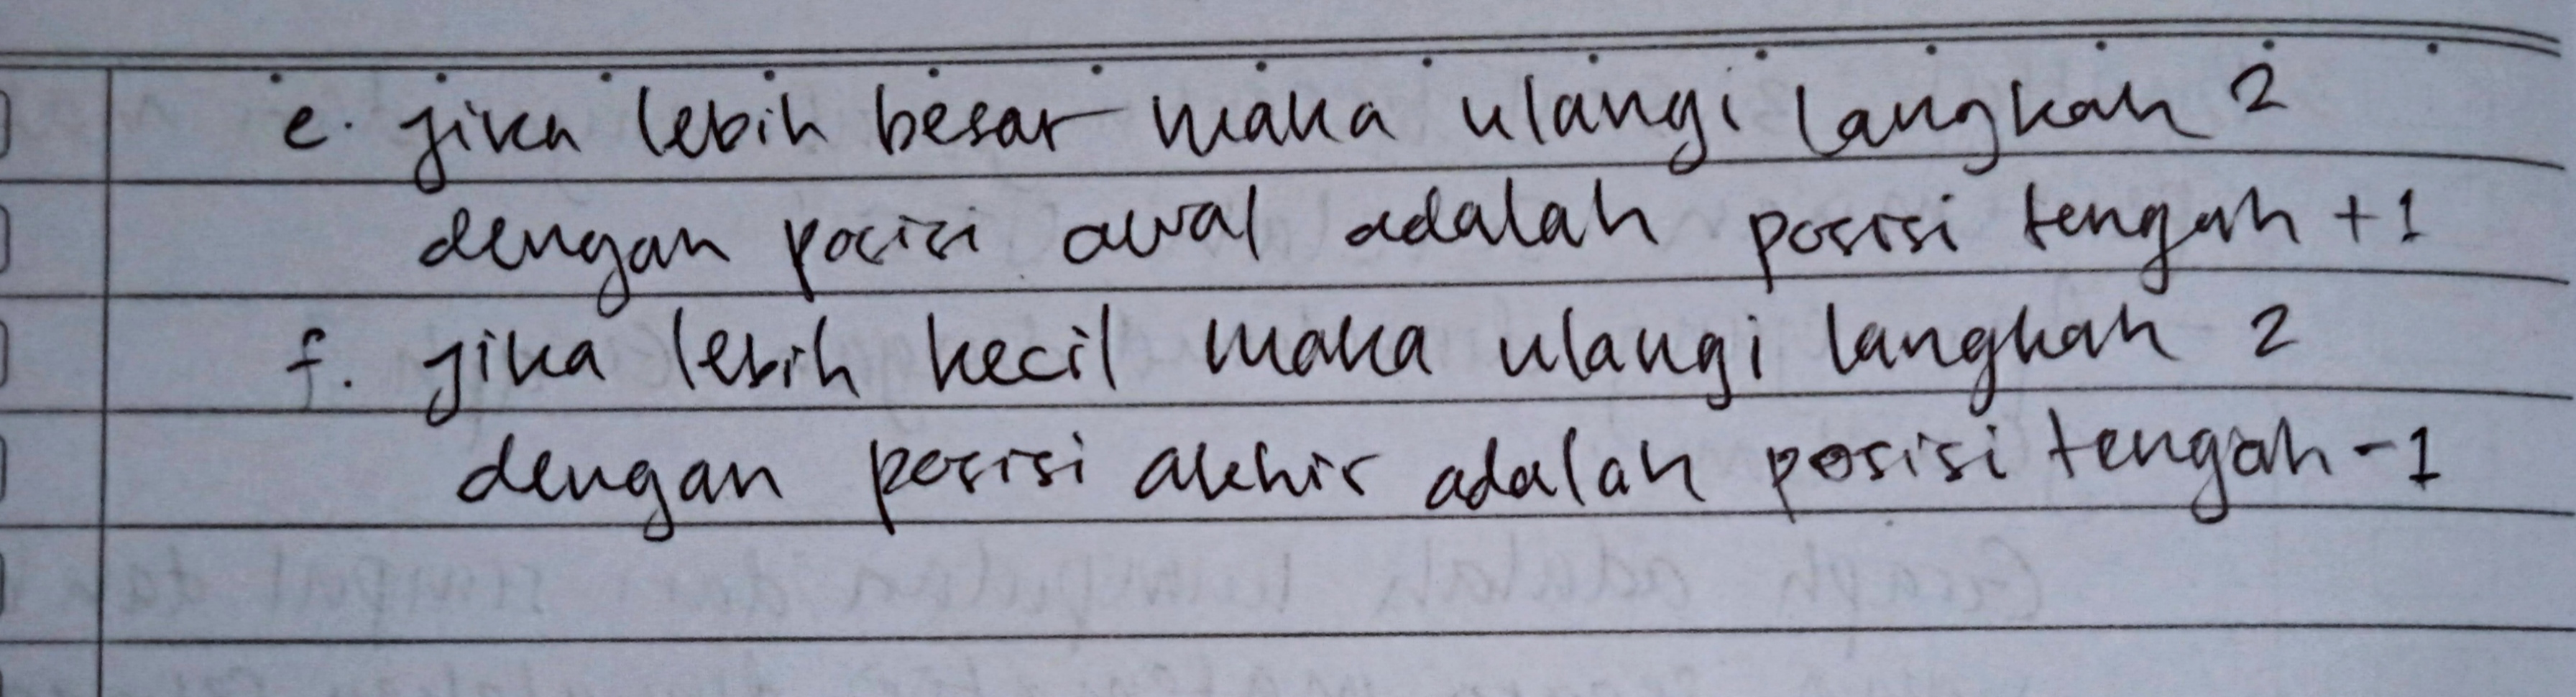 e. jika lebih besar maka ulangi langkah 2
dengan posisi awal adalah posisi tengah +1
f. jika lebih kecil maka ulangi langkah 2
dengan posisi akhir adalah posisi tengah -1